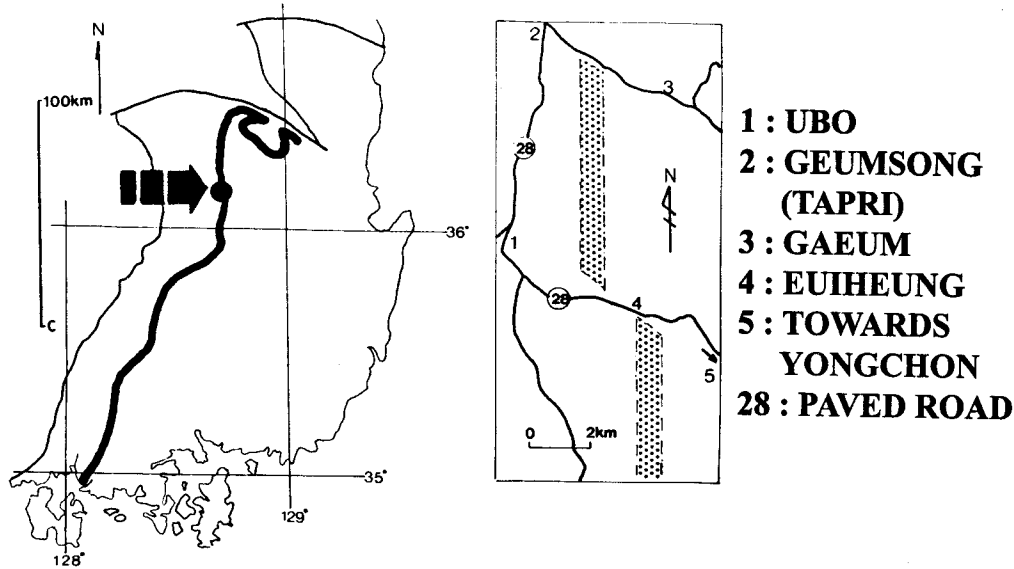 N
100km
C
36°
35°
129°
128°
2
3
28
N
1
28
4
5
0 2km
1 : UBO
2 : GEUMSONG
(TAPRI)
3 : GAEUM
4 : EUIHEUNG
5 : TOWARDS
YONGCHON
28 : PAVED ROAD